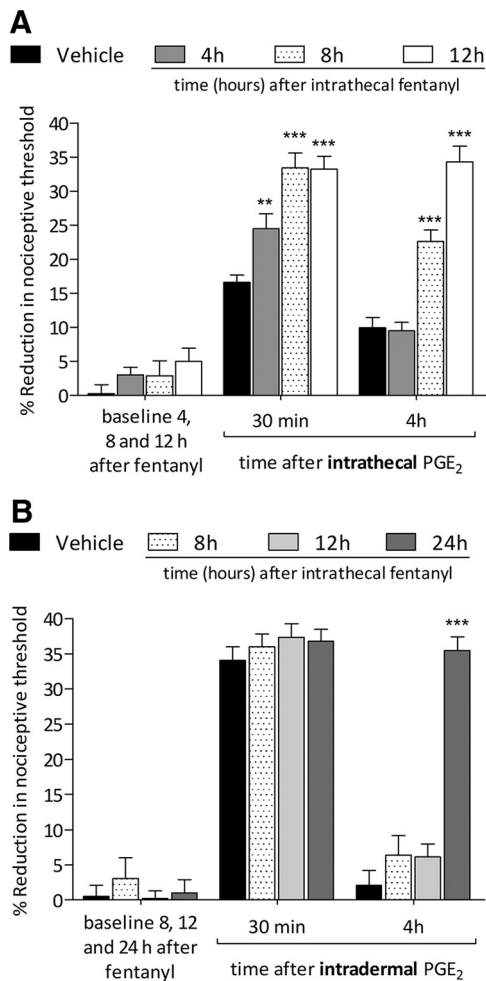 A
Vehicle 4h 8h 12h
time (hours) after intrathecal fentanyl
% Reduction in nociceptive threshold
40
35
30
25
20
15
10
5
0
** *** ***
*** ***
baseline 4,
8 and 12 h
after fentanyl
30 min 4h
time after intrathecal PGE₂
B
Vehicle 8h 12h 24h
time (hours) after intrathecal fentanyl
% Reduction in nociceptive threshold
40
35
30
25
20
15
10
5
0
***
baseline 8, 12
and 24 h after
fentanyl
30 min 4h
time after intradermal PGE₂